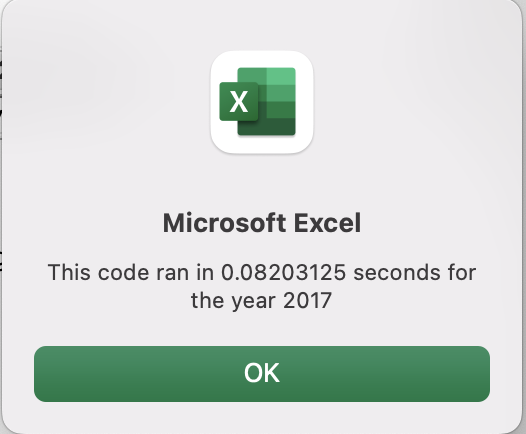 X
Microsoft Excel
This code ran in 0.08203125 seconds for
the year 2017
OK